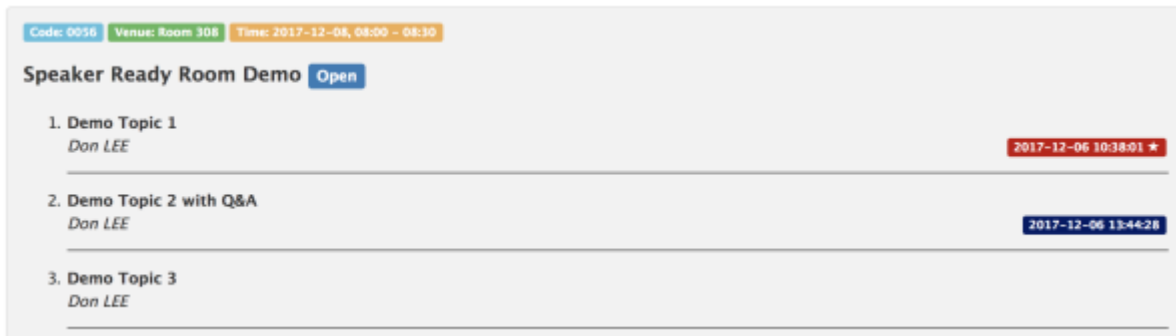 Code: 0056 Venue: Room 308 Time: 2017-12-08, 08:00 - 08:30
Speaker Ready Room Demo Open
1. Demo Topic 1
Don LEE
2017-12-06 10:38:01 ★
2. Demo Topic 2 with Q&A
Don LEE
2017-12-06 13:44:28
3. Demo Topic 3
Don LEE